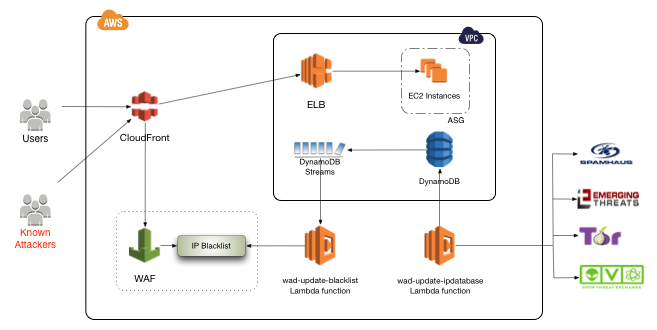 AWS
VPC
ELB
EC2 Instances
ASG
Users
CloudFront
DynamoDB
Streams
DynamoDB
SPAMHAUS
EMERGING
THREATS
Tor
OPEN THREAT EXCHANGE
Known
Attackers
WAF
IP Blacklist
wad-update-blacklist
Lambda function
wad-update-ipdatabase
Lambda function